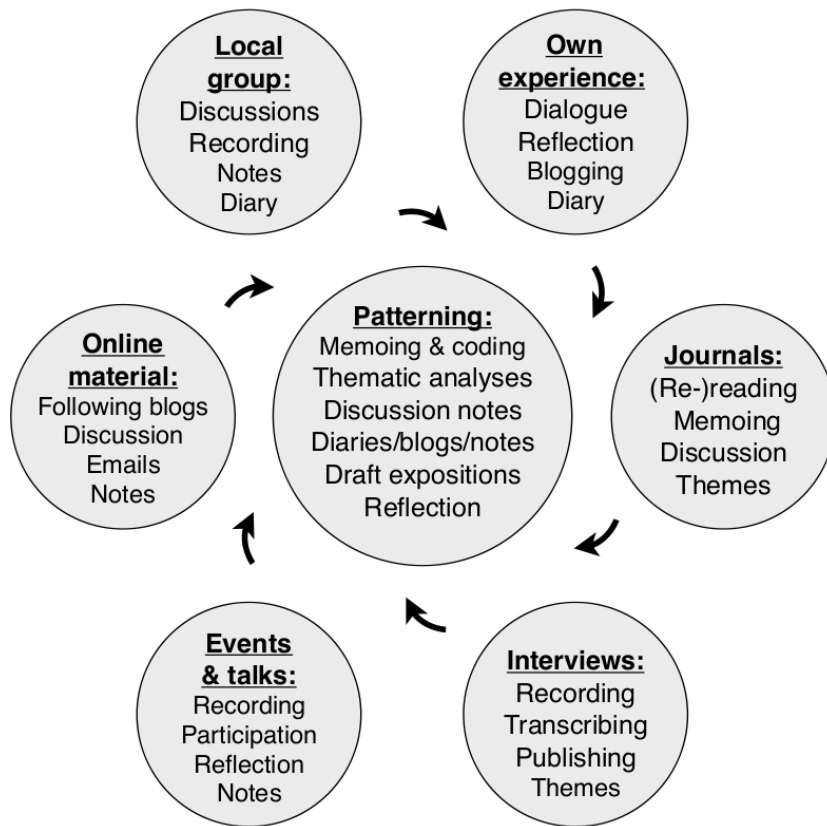 Local
group:
Discussions
Recording
Notes
Diary
Own
experience:
Dialogue
Reflection
Blogging
Diary
Online
material:
Following blogs
Discussion
Emails
Notes
Patterning:
Memoing & coding
Thematic analyses
Discussion notes
Diaries/blogs/notes
Draft expositions
Reflection
Journals:
(Re-)reading
Memoing
Discussion
Themes
Events
& talks:
Recording
Participation
Reflection
Notes
Interviews:
Recording
Transcribing
Publishing
Themes